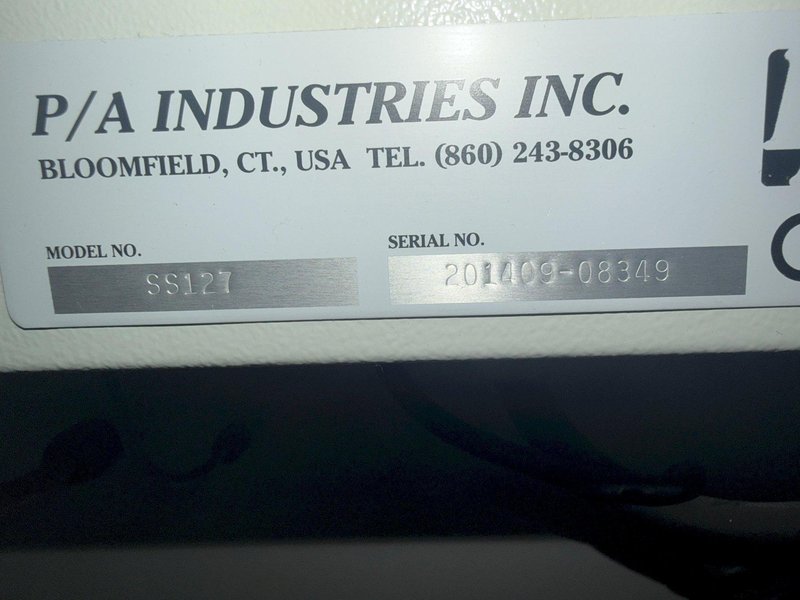 P/A INDUSTRIES INC.
BLOOMFIELD, CT., USA TEL. (860) 243-8306
MODEL NO. SERIAL NO.
SS127 201409-08349